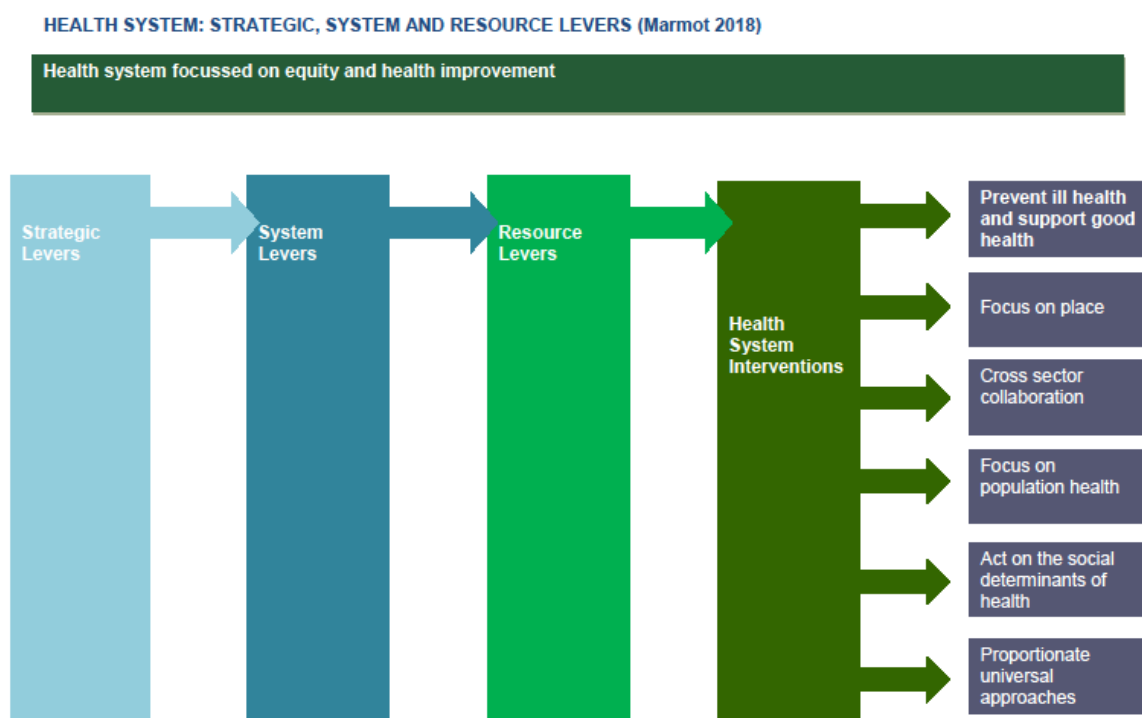 HEALTH SYSTEM: STRATEGIC, SYSTEM AND RESOURCE LEVERS (Marmot 2018)
Health system focussed on equity and health improvement
Strategic
Levers
System
Levers
Resource
Levers
Health
System
Interventions
Prevent ill health
and support good
health
Focus on place
Cross sector
collaboration
Focus on
population health
Act on the social
determinants of
health
Proportionate
universal
approaches